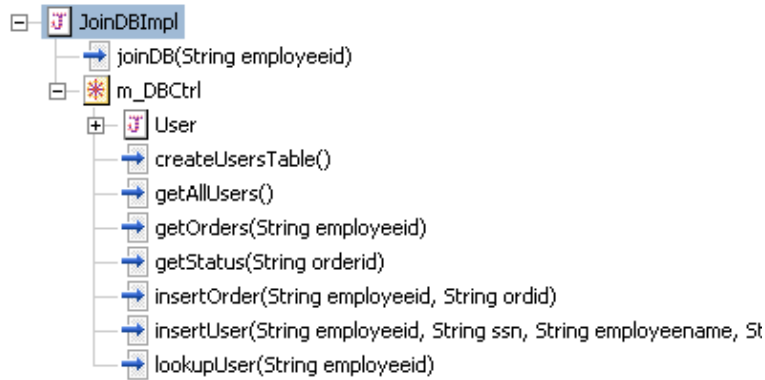 JoinDBImpl
joinDB(String employeeid)
m_DBCtrl
User
createUsersTable()
getAllUsers()
getOrders(String employeeid)
getStatus(String orderid)
insertOrder(String employeeid, String ordid)
insertUser(String employeeid, String ssn, String employeename,
lookupUser(String employeeid)